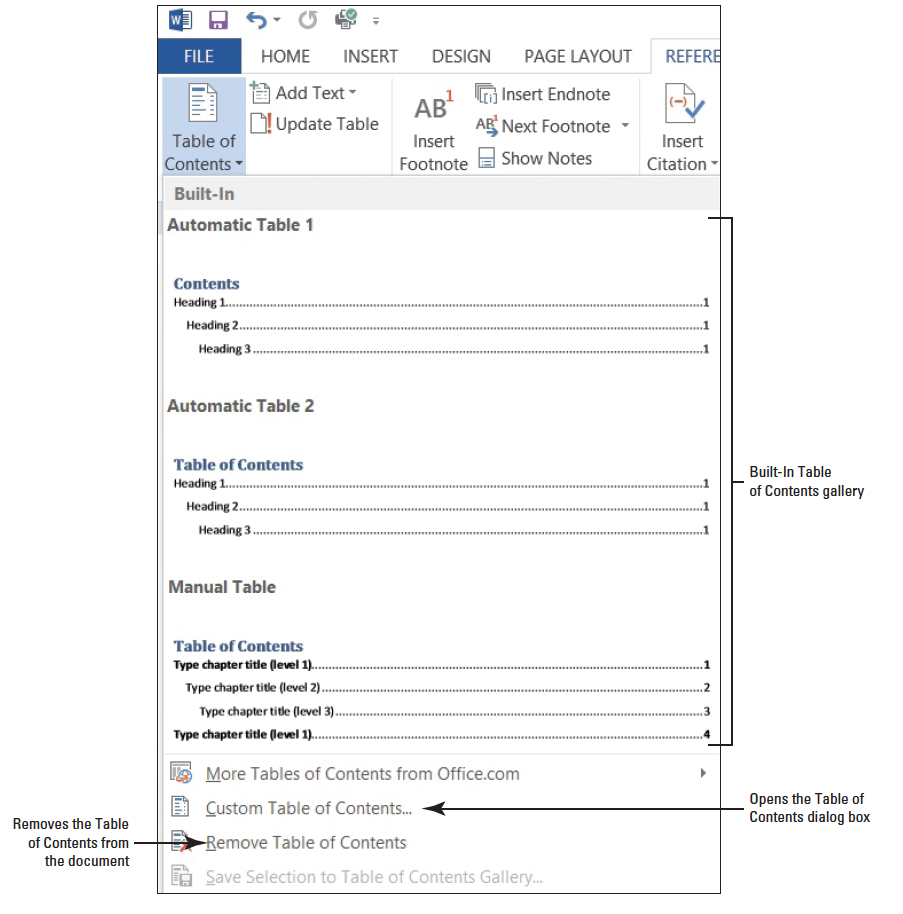 FILE HOME INSERT DESIGN PAGE LAYOUT REFERE
Table of
Contents
Add Text
Update Table
AB1
Insert
Footnote
Insert Endnote
AB1 Next Footnote
Show Notes
Insert
Citation
Built-In
Automatic Table 1
Contents
Heading 1...1
Heading 2...1
Heading 3...1
Automatic Table 2
Table of Contents
Heading 1...1
Heading 2...1
Heading 3...1
Manual Table
Table of Contents
Type chapter title (level 1)...1
Type chapter title (level 2)...2
Type chapter title (level 3)...3
Type chapter title (level 1)...4
More Tables of Contents from Office.com
Custom Table of Contents...
Remove Table of Contents
Save Selection to Table of Contents Gallery...
Built-In Table
of Contents gallery
Opens the Table of
Contents dialog box
Removes the Table
of Contents from
the document